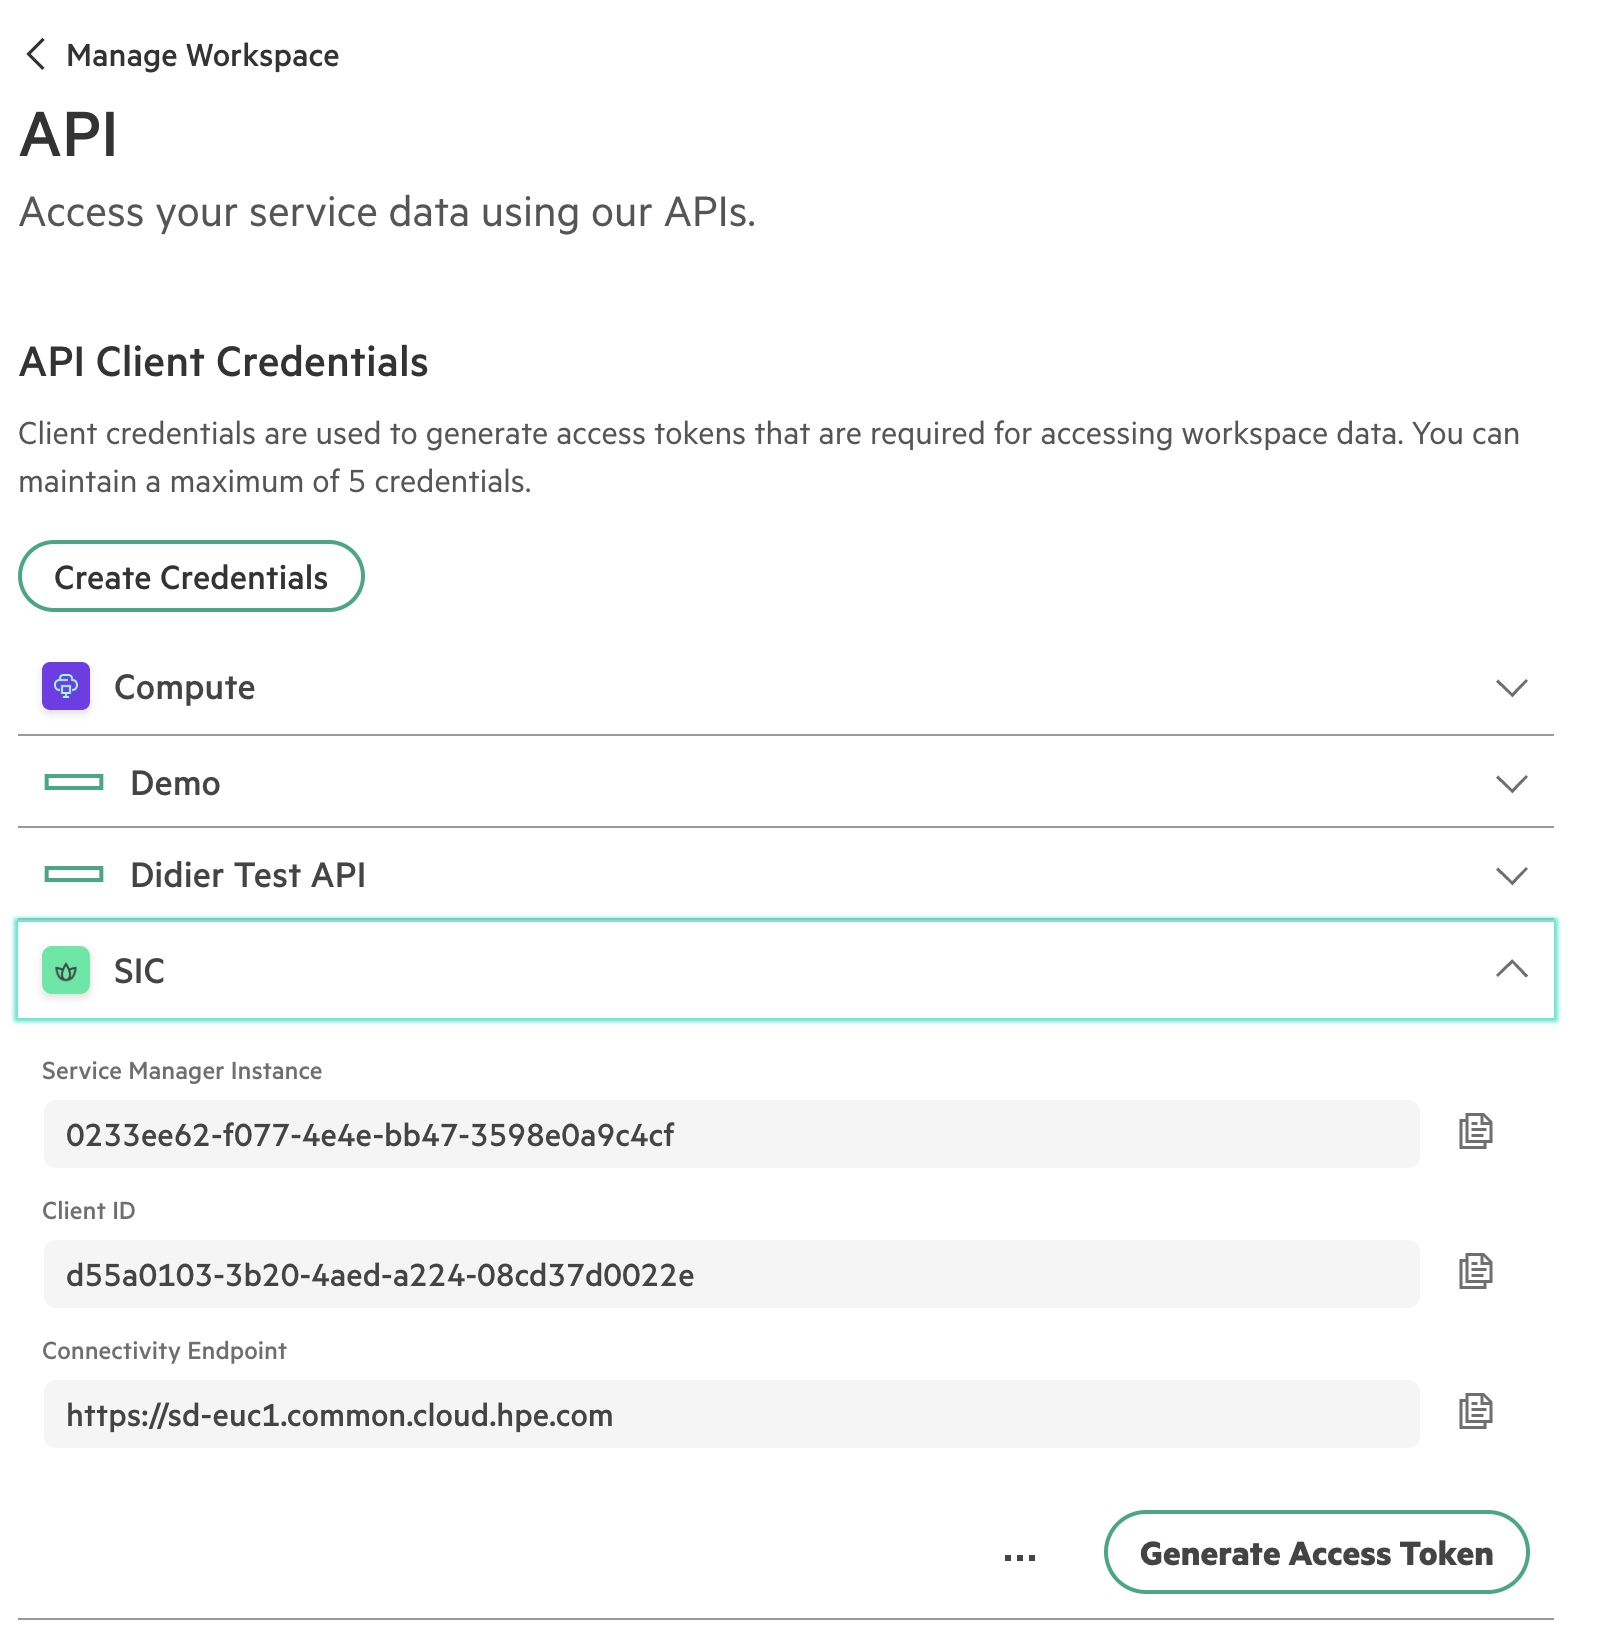 Manage Workspace
API
Access your service data using our APIs.
API Client Credentials
Client credentials are used to generate access tokens that are required for accessing workspace data. You can
maintain a maximum of 5 credentials.
Create Credentials
Compute
Demo
Didier Test API
SIC
Service Manager Instance
0233ee62-f077-4e4e-bb47-3598e0a9c4cf
Client ID
d55a0103-3b20-4aed-a224-08cd37d0022e
Connectivity Endpoint
https://sd-euc1.common.cloud.hpe.com
...
Generate Access Token